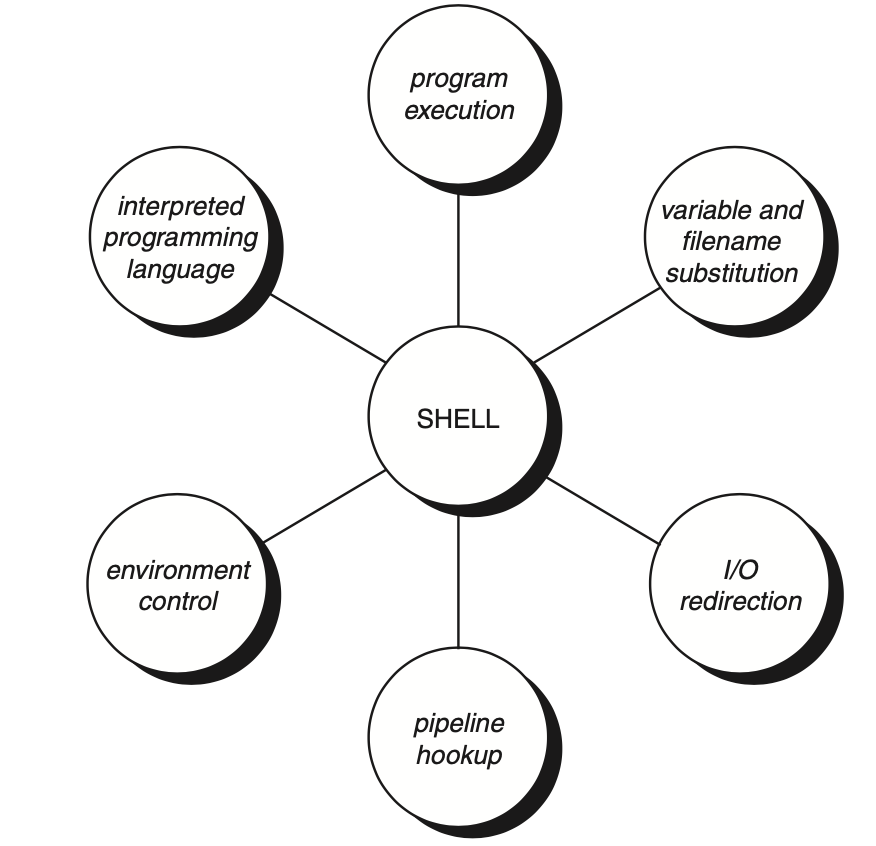 program
execution
interpreted
programming
language
variable and
filename
substitution
SHELL
environment
control
I/O
redirection
pipeline
hookup